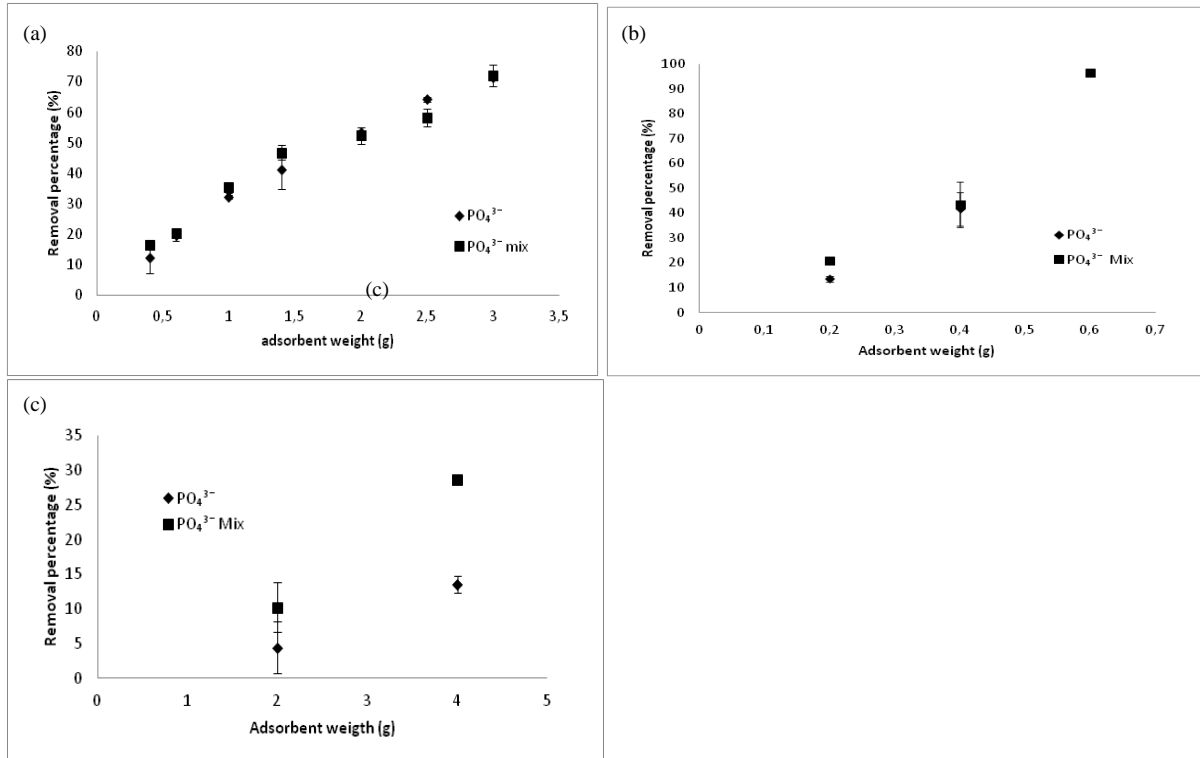 (a)
80
70
60
50
40
30
20
10
0
Removal percentage (%)
PO₄³⁻
PO₄³⁻ mix
(c)
0 0,5 1 1,5 2 2,5 3 3,5
adsorbent weight (g)
(b)
100
90
80
70
60
50
40
30
20
10
0
Removal percentage (%)
PO₄³⁻
PO₄³⁻ Mix
0 0,1 0,2 0,3 0,4 0,5 0,6 0,7
Adsorbent weight (g)
(c)
35
30
25
20
15
10
5
0
Removal percentage (%)
PO₄³⁻
PO₄³⁻ Mix
0 1 2 3 4 5
Adsorbent weigth (g)